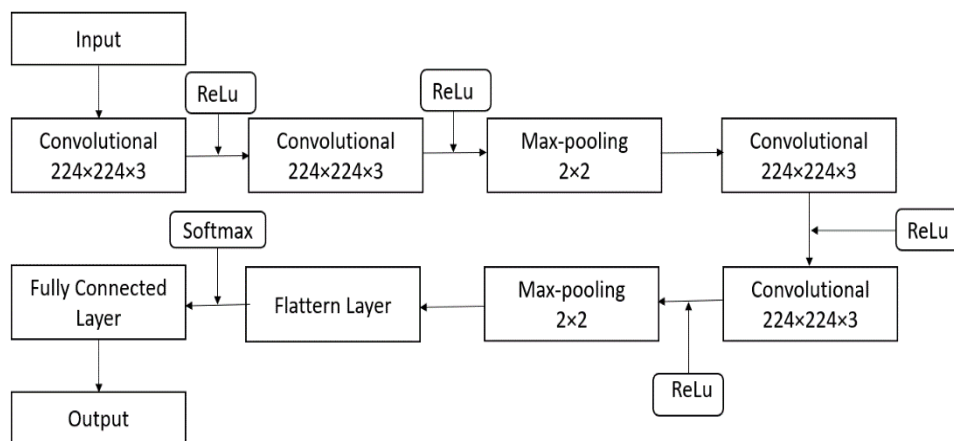 Input
ReLu
ReLu
Convolutional
224×224×3
Convolutional
224×224×3
Max-pooling
2×2
Convolutional
224×224×3
ReLu
Convolutional
224×224×3
ReLu
Max-pooling
2×2
Flattern Layer
Softmax
Fully Connected
Layer
Output